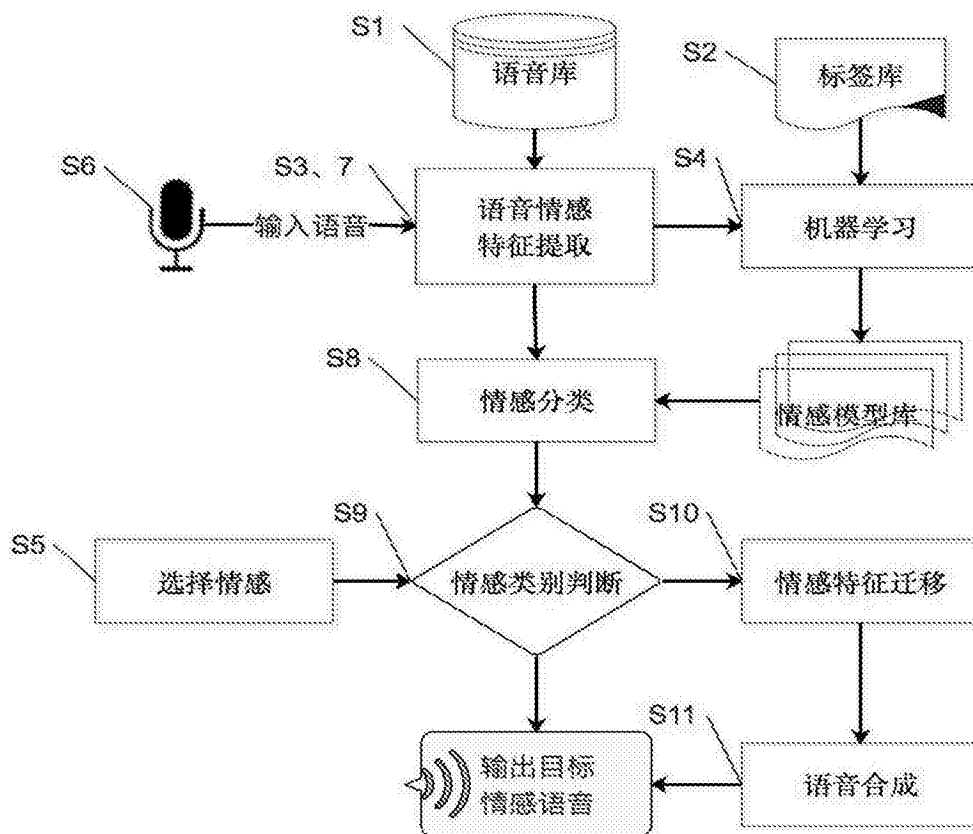 S1
语音库
S2
标签库
S6
S3、7
S4
输入语音
语音情感
特征提取
机器学习
S8
情感分类
情感模型库
S5
S9
S10
选择情感
情感类别判断
情感特征迁移
S11
输出目标
情感语音
语音合成